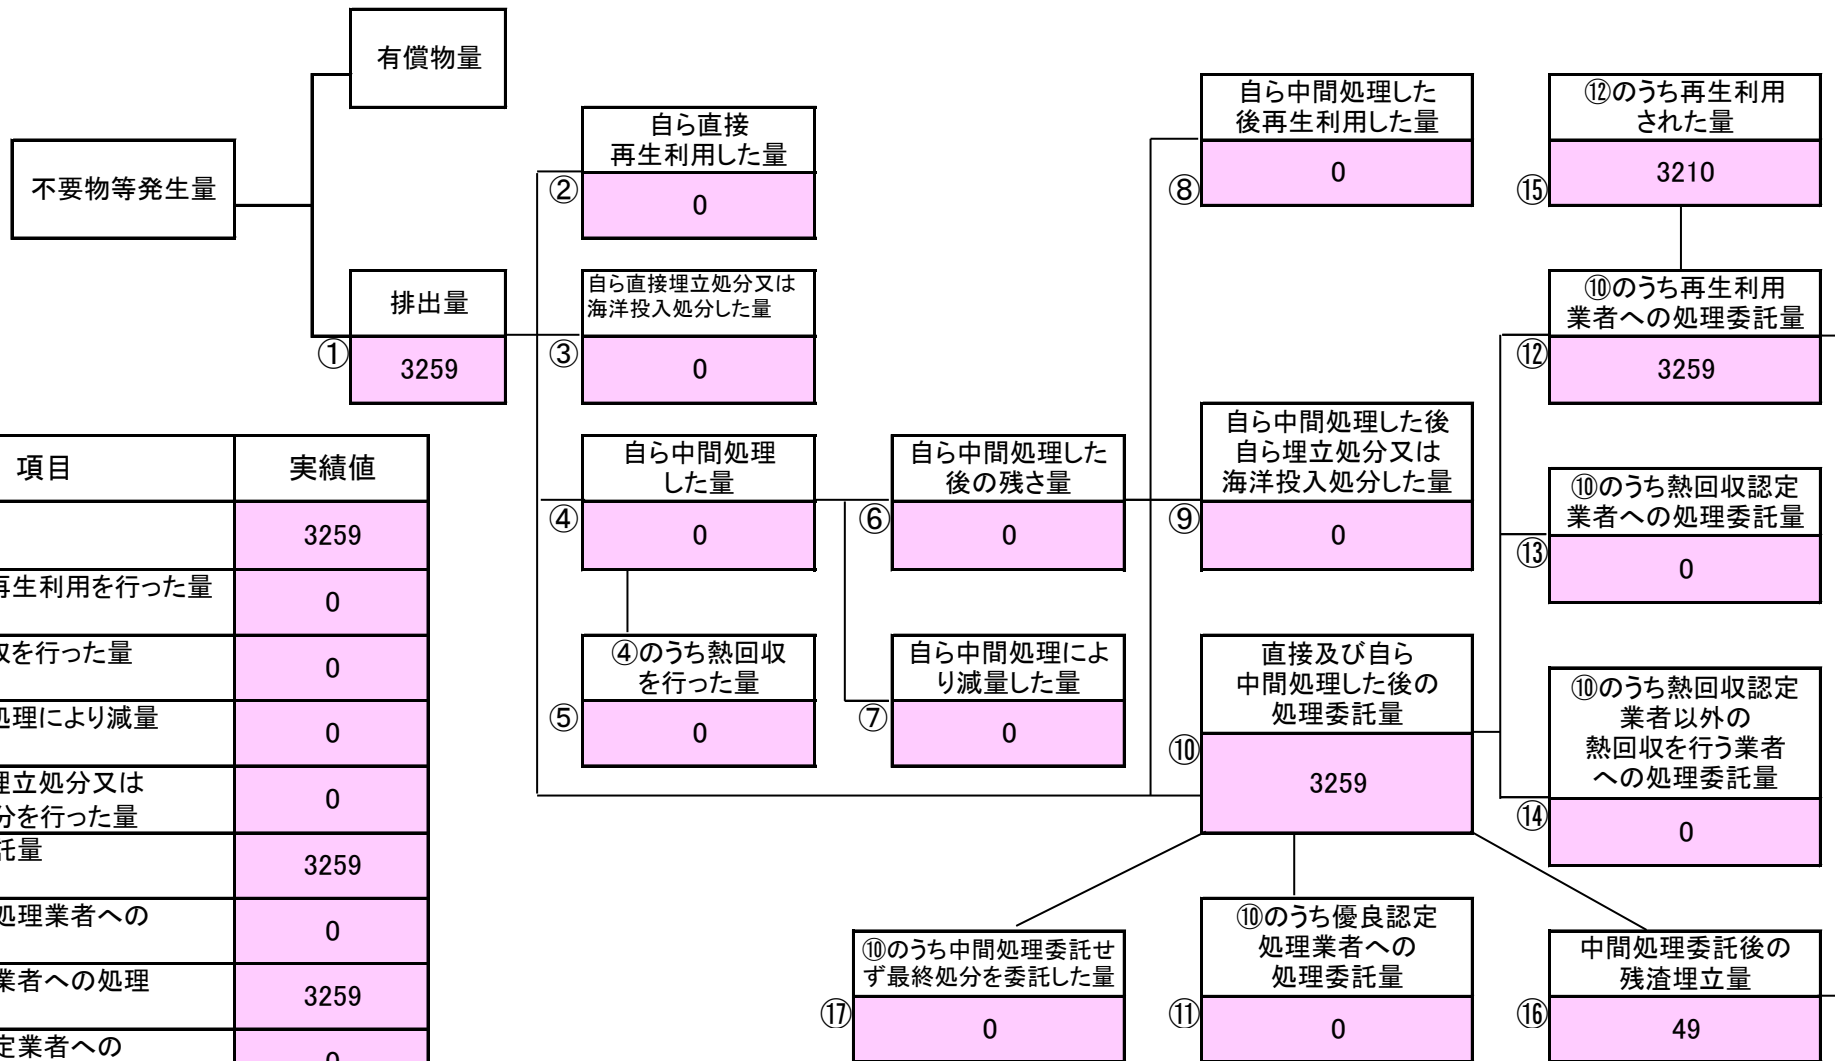 有償物量
不要物等発生量
排出量
①
3259
自ら直接
再生利用した量
②
0
自ら直接埋立処分又は
海洋投入処分した量
③
0
自ら中間処理
した量
④
0
④のうち熱回収
を行った量
⑤
0
自ら中間処理した
後の残さ量
⑥
0
自ら中間処理によ
り減量した量
⑦
0
自ら中間処理した
後再生利用した量
⑧
0
自ら中間処理した後
自ら埋立処分又は
海洋投入処分した量
⑨
0
直接及び自ら
中間処理した後の
処理委託量
⑩
3259
⑫のうち再生利用
された量
⑮
3210
⑩のうち再生利用
業者への処理委託量
⑫
3259
⑩のうち熱回収認定
業者への処理委託量
⑬
0
⑩のうち熱回収認定
業者以外の
熱回収を行う業者
への処理委託量
⑭
0
⑩のうち中間処理委託せ
ず最終処分を委託した量
⑰
0
⑩のうち優良認定
処理業者への
処理委託量
⑪
0
中間処理委託後の
残渣埋立量
⑯
49
項目 実績値
3259
再生利用を行った量
0
収を行った量
0
処理により減量
0
埋立処分又は
分を行った量
0
託量
3259
処理業者への
0
業者への処理
3259
定業者への
0